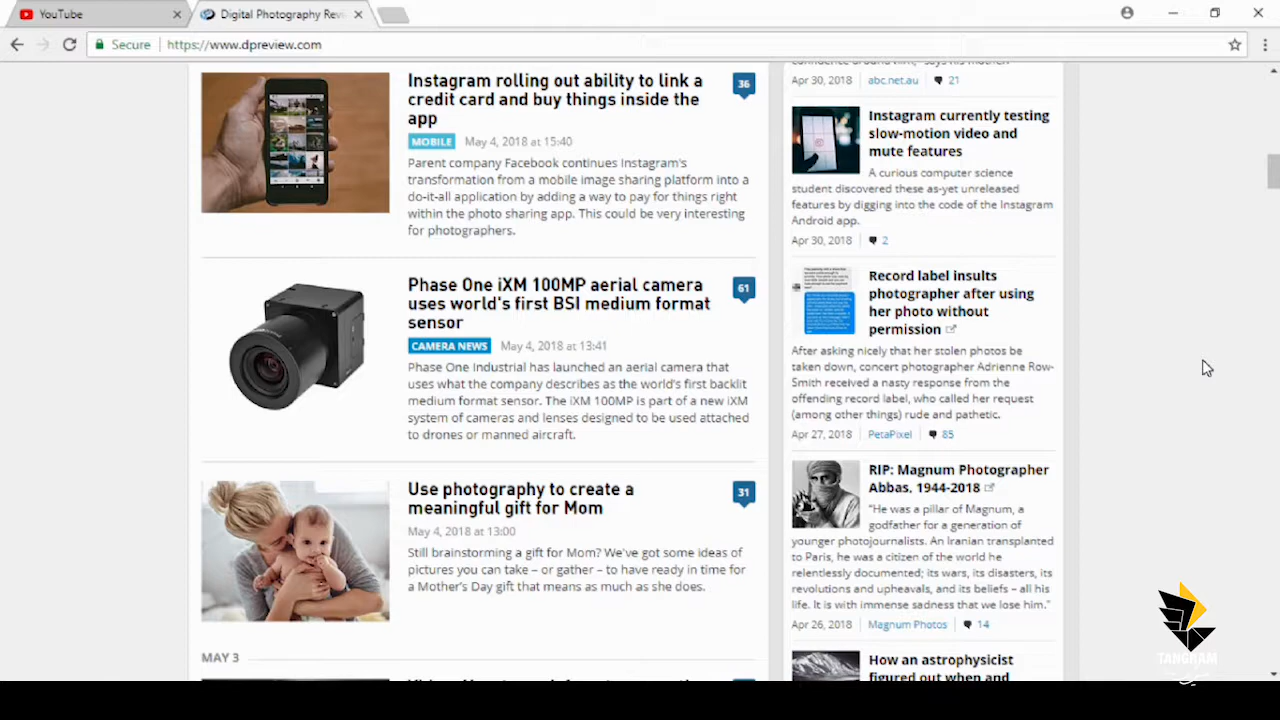 YouTube
Digital Photography Rev
Secure
https://www.dpreview.com
Instagram rolling out ability to link a
credit card and buy things inside the
app
36
MOBILE
May 4, 2018 at 15:40
Parent company Facebook continues Instagram's
transformation from a mobile image sharing platform into a
do-it-all application by adding a way to pay for things right
within the photo sharing app. This could be very interesting
for photographers.
Phase One iXM 100MP aerial camera
uses world's first BSI medium format
sensor
61
CAMERA NEWS
May 4, 2018 at 13:41
Phase One Industrial has launched an aerial camera that
uses what the company describes as the world's first backlit
medium format sensor. The iXM 100MP is part of a new iXM
system of cameras and lenses designed to be used attached
to drones or manned aircraft.
Use photography to create a
meaningful gift for Mom
31
May 4, 2018 at 13:00
Still brainstorming a gift for Mom? We've got some ideas of
pictures you can take – or gather – to have ready in time for
a Mother's Day gift that means as much as she does.
MAY 3
Apr 30, 2018
abc.net.au
21
Instagram currently testing
slow-motion video and
mute features
A curious computer science
student discovered these as-yet unreleased
features by digging into the code of the Instagram
Android app.
Apr 30, 2018
2
Record label insults
photographer after using
her photo without
permission
After asking nicely that her stolen photos be
taken down, concert photographer Adrienne Row-
Smith received a nasty response from the
offending record label, who called her request
(among other things) rude and pathetic.
Apr 27, 2018
PetaPixel
85
RIP: Magnum Photographer
Abbas, 1944-2018
"He was a pillar of Magnum, a
godfather for a generation of
younger photojournalists. An Iranian transplanted
to Paris, he was a citizen of the world he
relentlessly documented; its wars, its disasters, its
revolutions and upheavals, and its beliefs – all his
life. It is with immense sadness that we lose him."
Apr 26, 2018
Magnum Photos
14
How an astrophysicist
figured out when and
TANGRAM